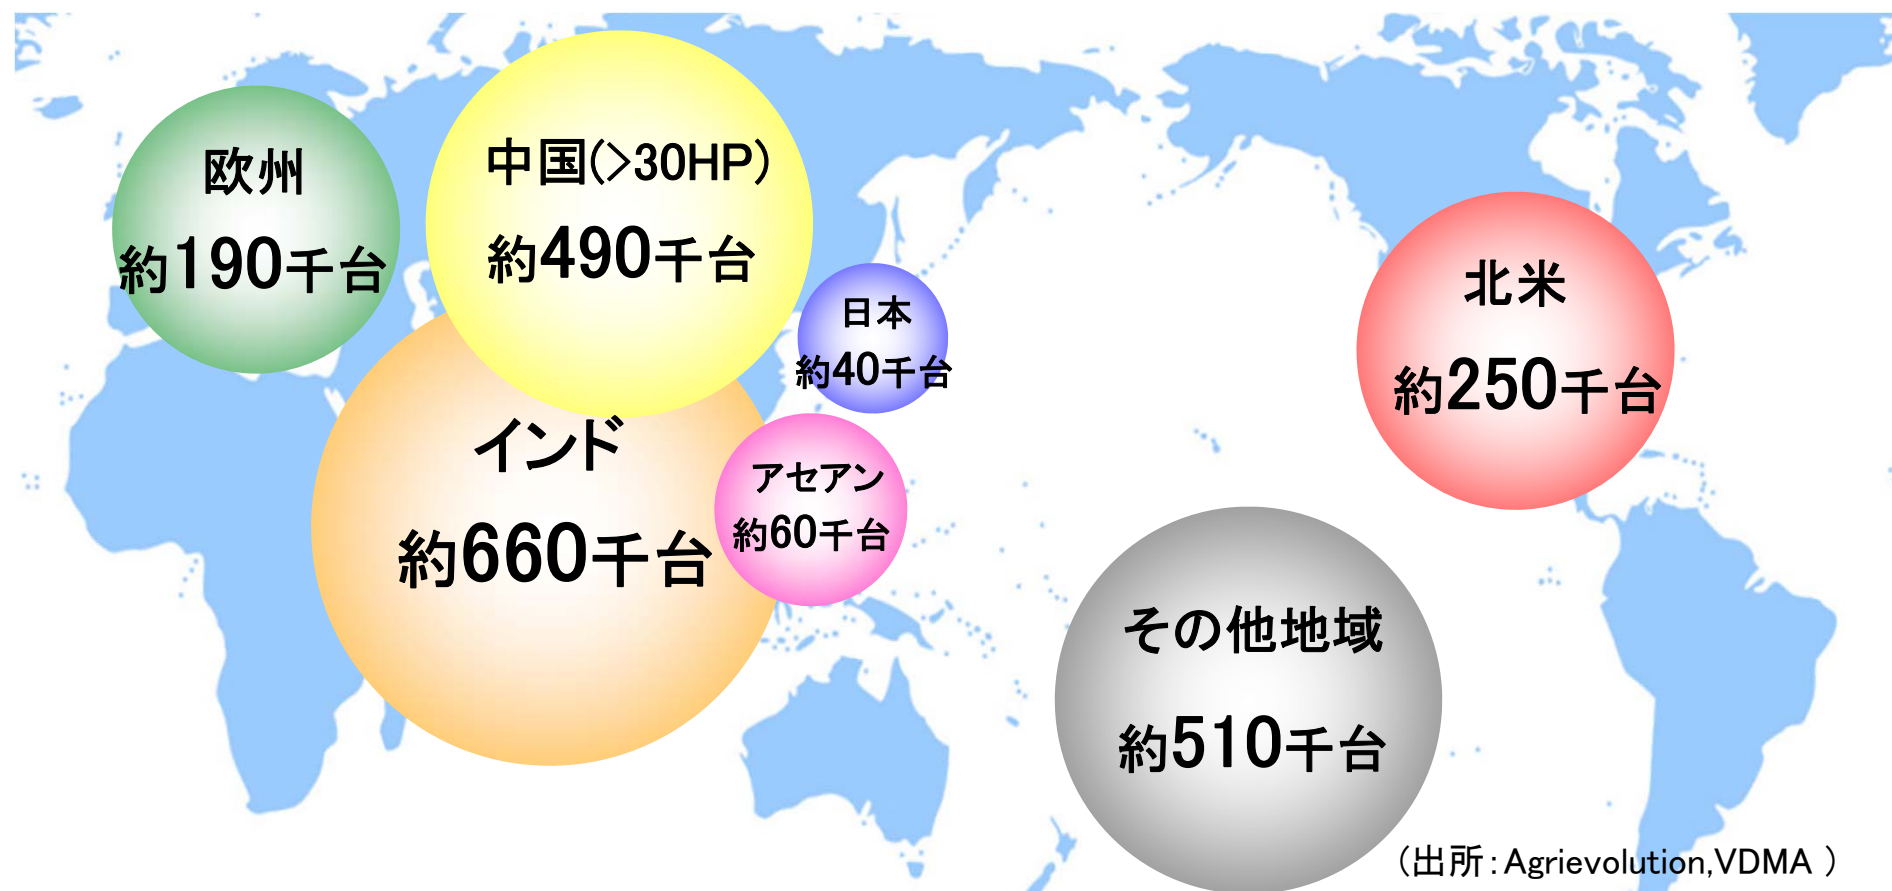 欧州
約190千台
中国(>30HP)
約490千台
日本
約40千台
インド
約660千台
アセアン
約60千台
北米
約250千台
その他地域
約510千台
(出所:Agrievolution,VDMA )